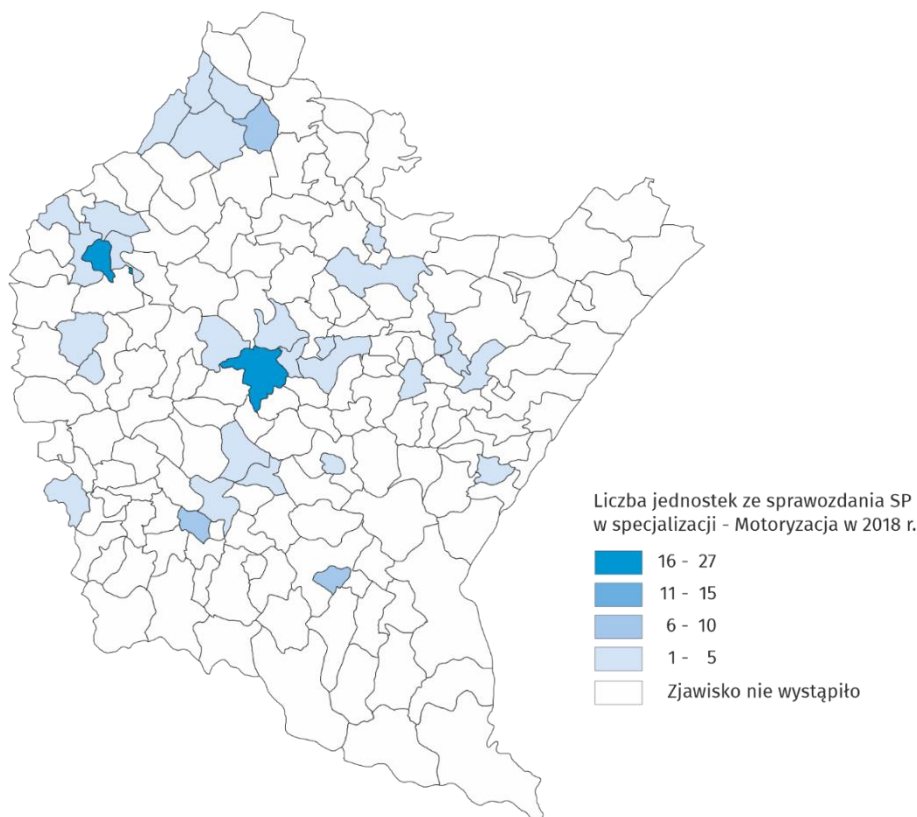 Liczba jednostek ze sprawozdania SP
w specjalizacji - Motoryzacja w 2018 r.
16 - 27
11 - 15
6 - 10
1 - 5
Zjawisko nie wystąpiło